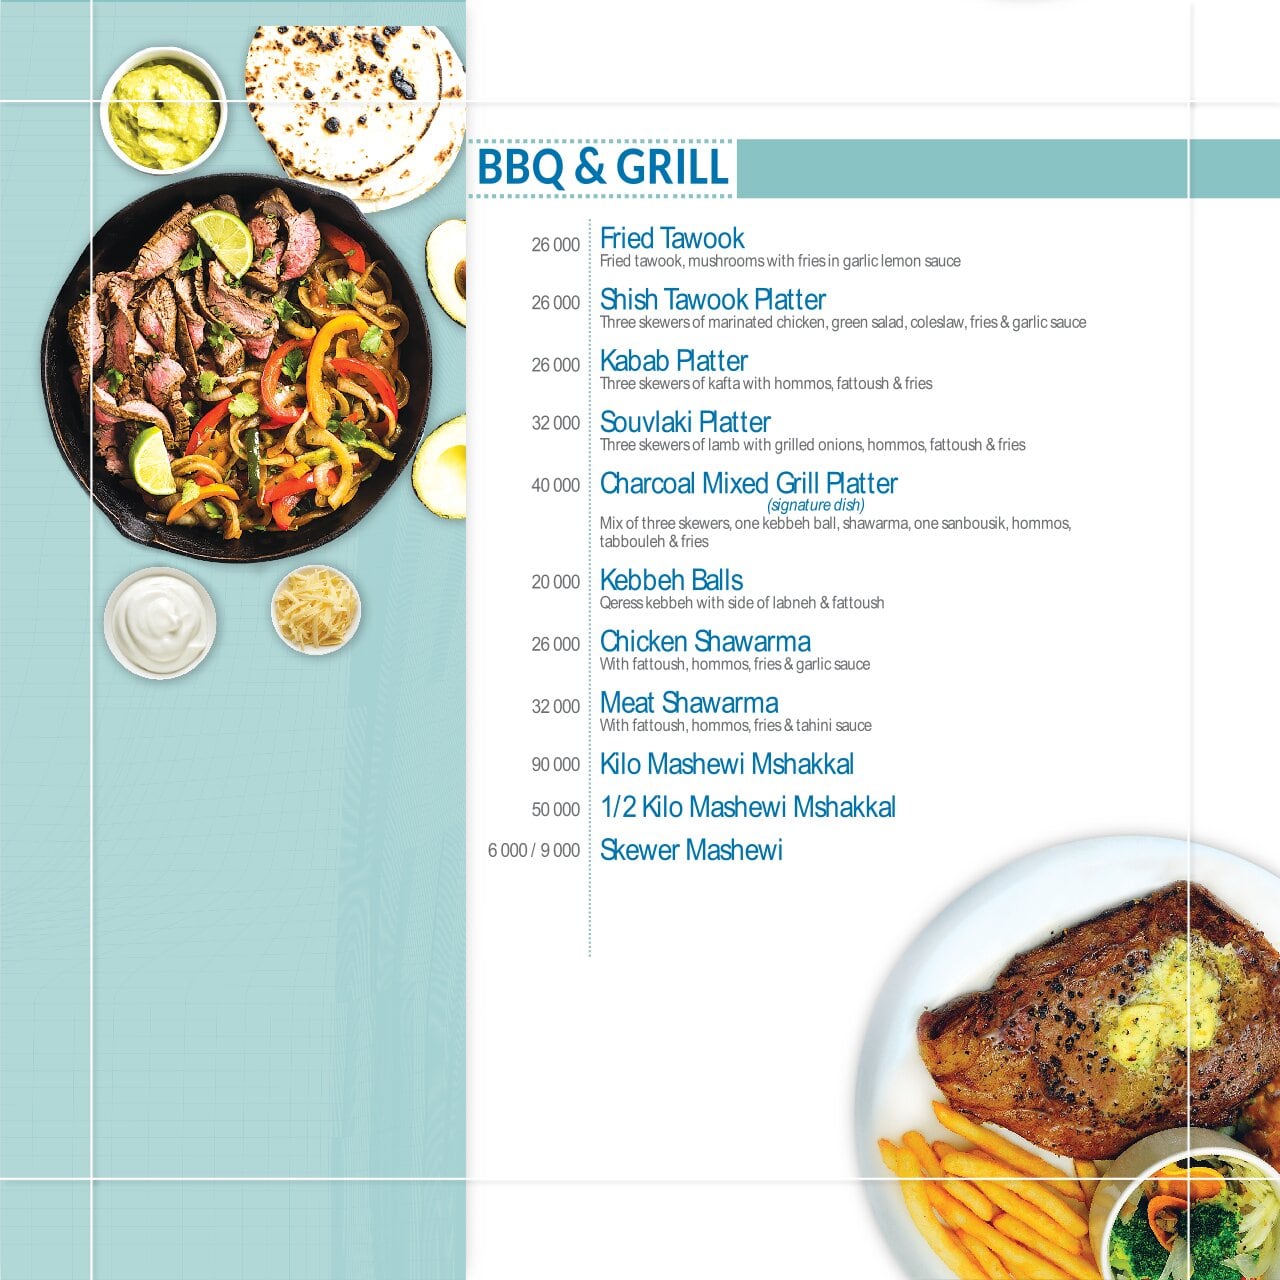 BBQ & GRILL
26 000 Fried Tawook
Fried tawook, mushrooms with fries in garlic lemon sauce
26 000 Shish Tawook Platter
Three skewers of marinated chicken, green salad, coleslaw, fries & garlic sauce
26 000 Kabab Platter
Three skewers of kafta with hommos, fattoush & fries
32 000 Souvlaki Platter
Three skewers of lamb with grilled onions, hommos, fattoush & fries
40 000 Charcoal Mixed Grill Platter
(signature dish)
Mix of three skewers, one kebbeh ball, shawarma, one sanbousik, hommos,
tabbouleh & fries
20 000 Kebbeh Balls
Qeress kebbeh with side of labneh & fattoush
26 000 Chicken Shawarma
With fattoush, hommos, fries & garlic sauce
32 000 Meat Shawarma
With fattoush, hommos, fries & tahini sauce
90 000 Kilo Mashewi Mshakkal
50 000 1/2 Kilo Mashewi Mshakkal
6 000 / 9 000 Skewer Mashewi